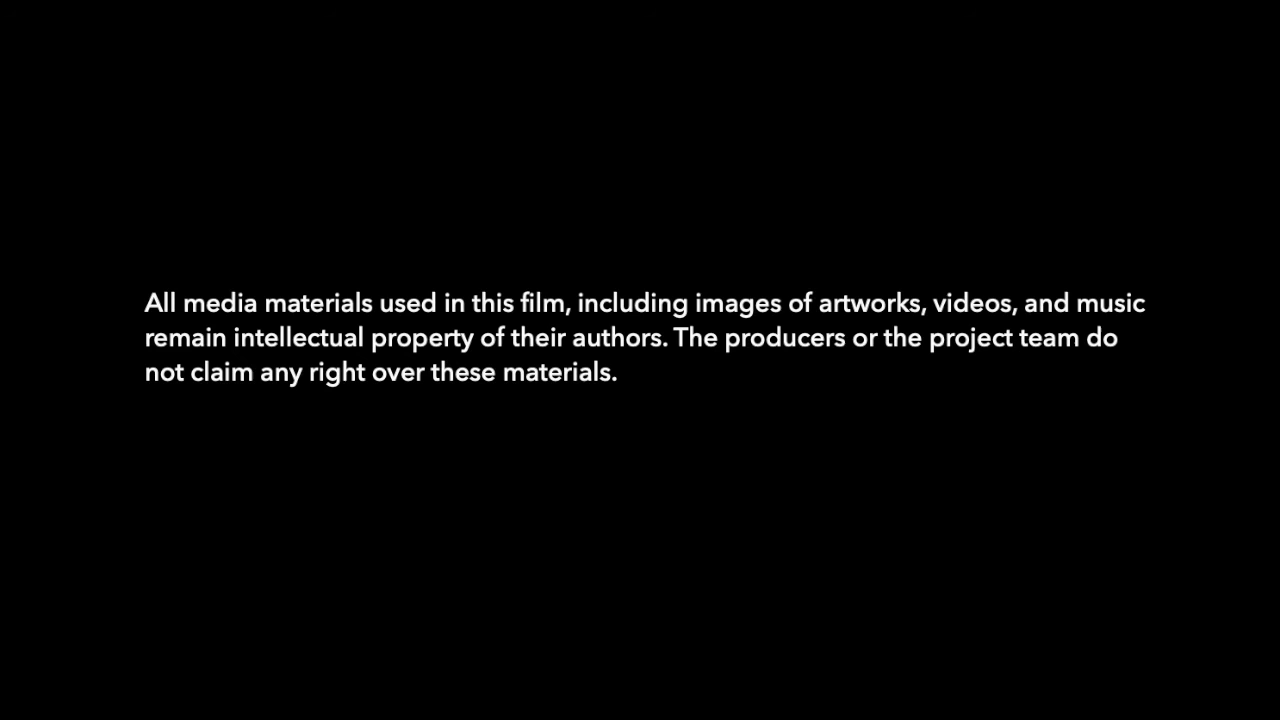 All media materials used in this film, including images of artworks, videos, and music
remain intellectual property of their authors. The producers or the project team do
not claim any right over these materials.